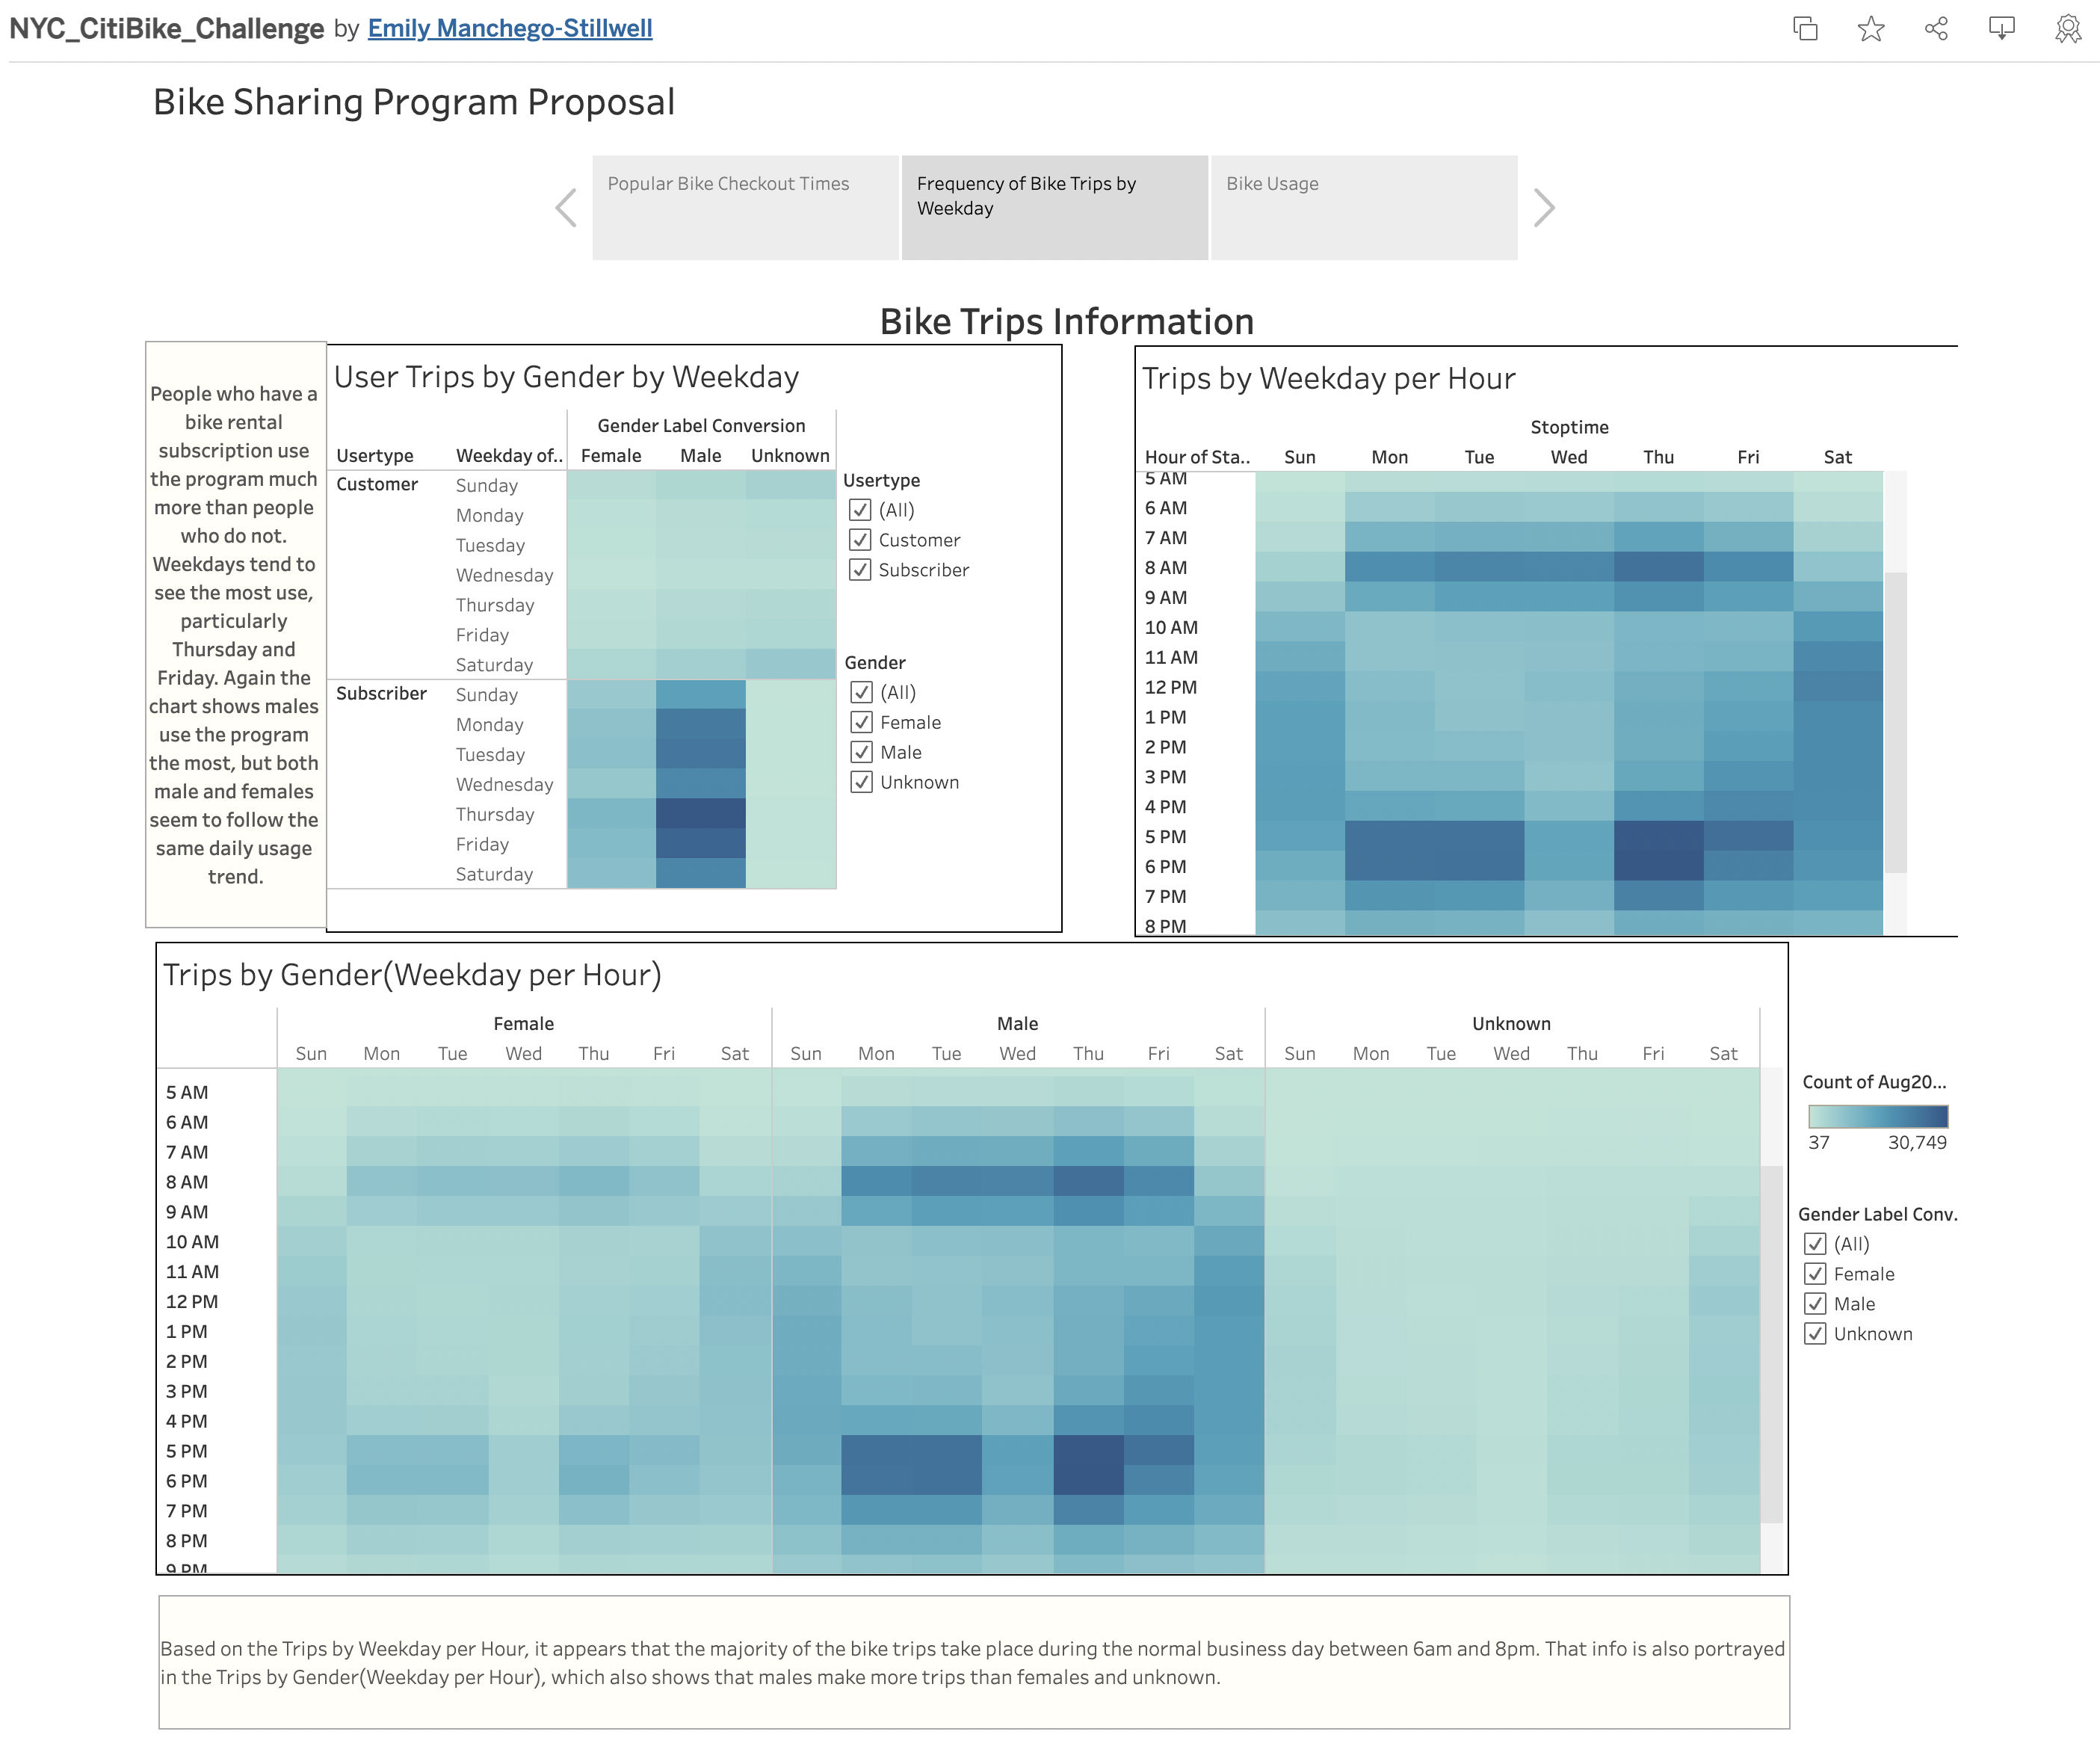 NYC_CitiBike_Challenge by Emily Manchego-Stillwell
Bike Sharing Program Proposal
Popular Bike Checkout Times
Frequency of Bike Trips by
Weekday
Bike Usage
Bike Trips Information
People who have a
bike rental
subscription use
the program much
more than people
who do not.
Weekdays tend to
see the most use,
particularly
Thursday and
Friday. Again the
chart shows males
use the program
the most, but both
male and females
seem to follow the
same daily usage
trend.
User Trips by Gender by Weekday
Gender Label Conversion
Usertype Weekday of.. Female Male Unknown
Customer Sunday
Monday
Tuesday
Wednesday
Thursday
Friday
Saturday
Subscriber Sunday
Monday
Tuesday
Wednesday
Thursday
Friday
Saturday
Usertype
(All)
Customer
Subscriber
Gender
(All)
Female
Male
Unknown
Trips by Weekday per Hour
Stoptime
Hour of Sta.. Sun Mon Tue Wed Thu Fri Sat
5 AM
6 AM
7 AM
8 AM
9 AM
10 AM
11 AM
12 PM
1 PM
2 PM
3 PM
4 PM
5 PM
6 PM
7 PM
8 PM
Trips by Gender(Weekday per Hour)
Female Male Unknown
Sun Mon Tue Wed Thu Fri Sat Sun Mon Tue Wed Thu Fri Sat Sun Mon Tue Wed Thu Fri Sat
5 AM
6 AM
7 AM
8 AM
9 AM
10 AM
11 AM
12 PM
1 PM
2 PM
3 PM
4 PM
5 PM
6 PM
7 PM
8 PM
9 PM
Count of Aug20...
37 30,749
Gender Label Conv.
(All)
Female
Male
Unknown
Based on the Trips by Weekday per Hour, it appears that the majority of the bike trips take place during the normal business day between 6am and 8pm. That info is also portrayed
in the Trips by Gender(Weekday per Hour), which also shows that males make more trips than females and unknown.